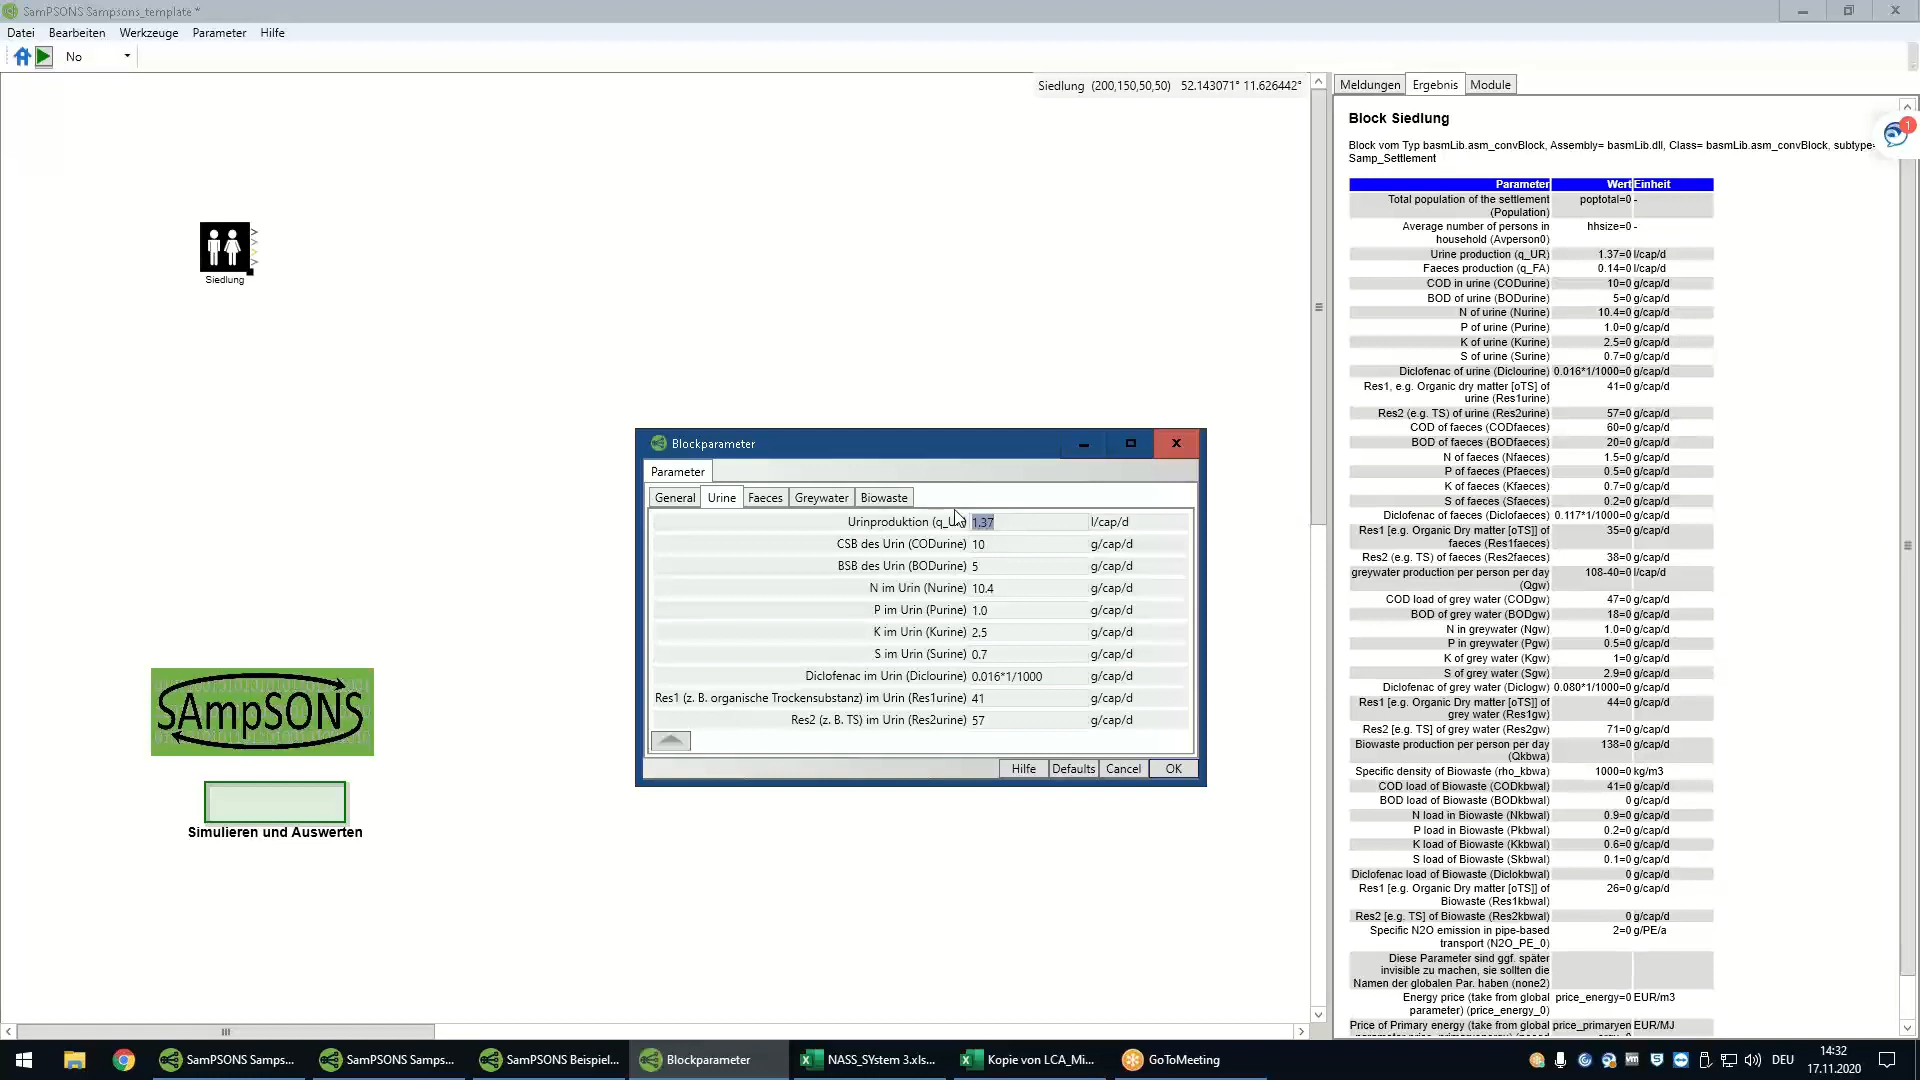 SamPSONS Sampsons_template *
Datei Bearbeiten Werkzeuge Parameter Hilfe
No
Siedlung (200,150,50,50) 52.143071° 11.626442°
Siedlung
SAmpSONS
Simulieren und Auswerten
Blockparameter
Parameter
General Urine Faeces Greywater Biowaste
Urinproduktion (q_U 1.37 l/cap/d
CSB des Urin (CODurine) 10 g/cap/d
BSB des Urin (BODurine) 5 g/cap/d
N im Urin (Nurine) 10.4 g/cap/d
P im Urin (Purine) 1.0 g/cap/d
K im Urin (Kurine) 2.5 g/cap/d
S im Urin (Surine) 0.7 g/cap/d
Diclofenac im Urin (Diclourine) 0.016*1/1000 g/cap/d
Res1 (z. B. organische Trockensubstanz) im Urin (Res1urine) 41 g/cap/d
Res2 (z. B. TS) im Urin (Res2urine) 57 g/cap/d
Hilfe Defaults Cancel OK
Meldungen Ergebnis Module
1
Block Siedlung
Block vom Typ basmLib.asm_convBlock, Assembly= basmLib.dll, Class= basmLib.asm_convBlock, subtype=
Samp_Settlement
Parameter Wert Einheit
Total population of the settlement poptotal=0 -
(Population)
Average number of persons in hhsize=0 -
household (Avperson0)
Urine production (q_UR) 1.37=0 l/cap/d
Faeces production (q_FA) 0.14=0 l/cap/d
COD in urine (CODurine) 10=0 g/cap/d
BOD of urine (BODurine) 5=0 g/cap/d
N of urine (Nurine) 10.4=0 g/cap/d
P of urine (Purine) 1.0=0 g/cap/d
K of urine (Kurine) 2.5=0 g/cap/d
S of urine (Surine) 0.7=0 g/cap/d
Diclofenac of urine (Diclourine) 0.016*1/1000=0 g/cap/d
Res1, e.g. Organic dry matter [oTS] of 41=0 g/cap/d
urine (Res1urine)
Res2 (e.g. TS) of urine (Res2urine) 57=0 g/cap/d
COD of faeces (CODfaeces) 60=0 g/cap/d
BOD of faeces (BODfaeces) 20=0 g/cap/d
N of faeces (Nfaeces) 1.5=0 g/cap/d
P of faeces (Pfaeces) 0.5=0 g/cap/d
K of faeces (Kfaeces) 0.7=0 g/cap/d
S of faeces (Sfaeces) 0.2=0 g/cap/d
Diclofenac of faeces (Diclofaeces) 0.117*1/1000=0 g/cap/d
Res1 [e.g. Organic Dry matter [oTS] of 35=0 g/cap/d
faeces (Res1faeces)
Res2 (e.g. TS) of faeces (Res2faeces) 38=0 g/cap/d
greywater production per person per day 108-40=0 l/cap/d
(Qgw)
COD load of grey water (CODgw) 47=0 g/cap/d
BOD of grey water (BODgw) 18=0 g/cap/d
N in greywater (Ngw) 1.0=0 g/cap/d
P in greywater (Pgw) 0.5=0 g/cap/d
K of grey water (Kgw) 1=0 g/cap/d
S of grey water (Sgw) 2.9=0 g/cap/d
Diclofenac of grey water (Diclogw) 0.080*1/1000=0 g/cap/d
Res1 [e.g. Organic Dry matter [oTS]] of 44=0 g/cap/d
grey water (Res1gw)
Res2 [e.g. TS] of grey water (Res2gw) 71=0 g/cap/d
Biowaste production per person per day 138=0 g/cap/d
(Qkbwa)
Specific density of Biowaste (rho_kbwa) 1000=0 kg/m3
COD load of Biowaste (CODkbwal) 41=0 g/cap/d
BOD load of Biowaste (BODkbwal) 0 g/cap/d
N load in Biowaste (Nkbwal) 0.9=0 g/cap/d
P load in Biowaste (Pkbwal) 0.2=0 g/cap/d
K load of Biowaste (Kkbwal) 0.6=0 g/cap/d
S load of Biowaste (Skbwal) 0.1=0 g/cap/d
Diclofenac load of Biowaste (Diclokbwal) 0 g/cap/d
Res1 [e.g. Organic Dry matter [oTS]] of 26=0 g/cap/d
Biowaste (Res1kbwal)
Res2 [e.g. TS] of Biowaste (Res2kbwal) 0 g/cap/d
Specific N2O emission in pipe-based 2=0 g/PE/a
transport (N2O_PE_0)
Diese Parameter sind ggf. später
invisible zu machen, sie sollten die
Namen der globalen Par. haben (none2)
Energy price (take from global price_energy=0 EUR/m3
parameter) (price_energy_0)
Price of Primary energy (take from global price_primaryen EUR/MJ
SamPSONS Samps... SamPSONS Samps... SamPSONS Beispiel... Blockparameter NASS_SYstem 3.xls... Kopie von LCA_Mi... GoToMeeting
DEU 14:32
17.11.2020